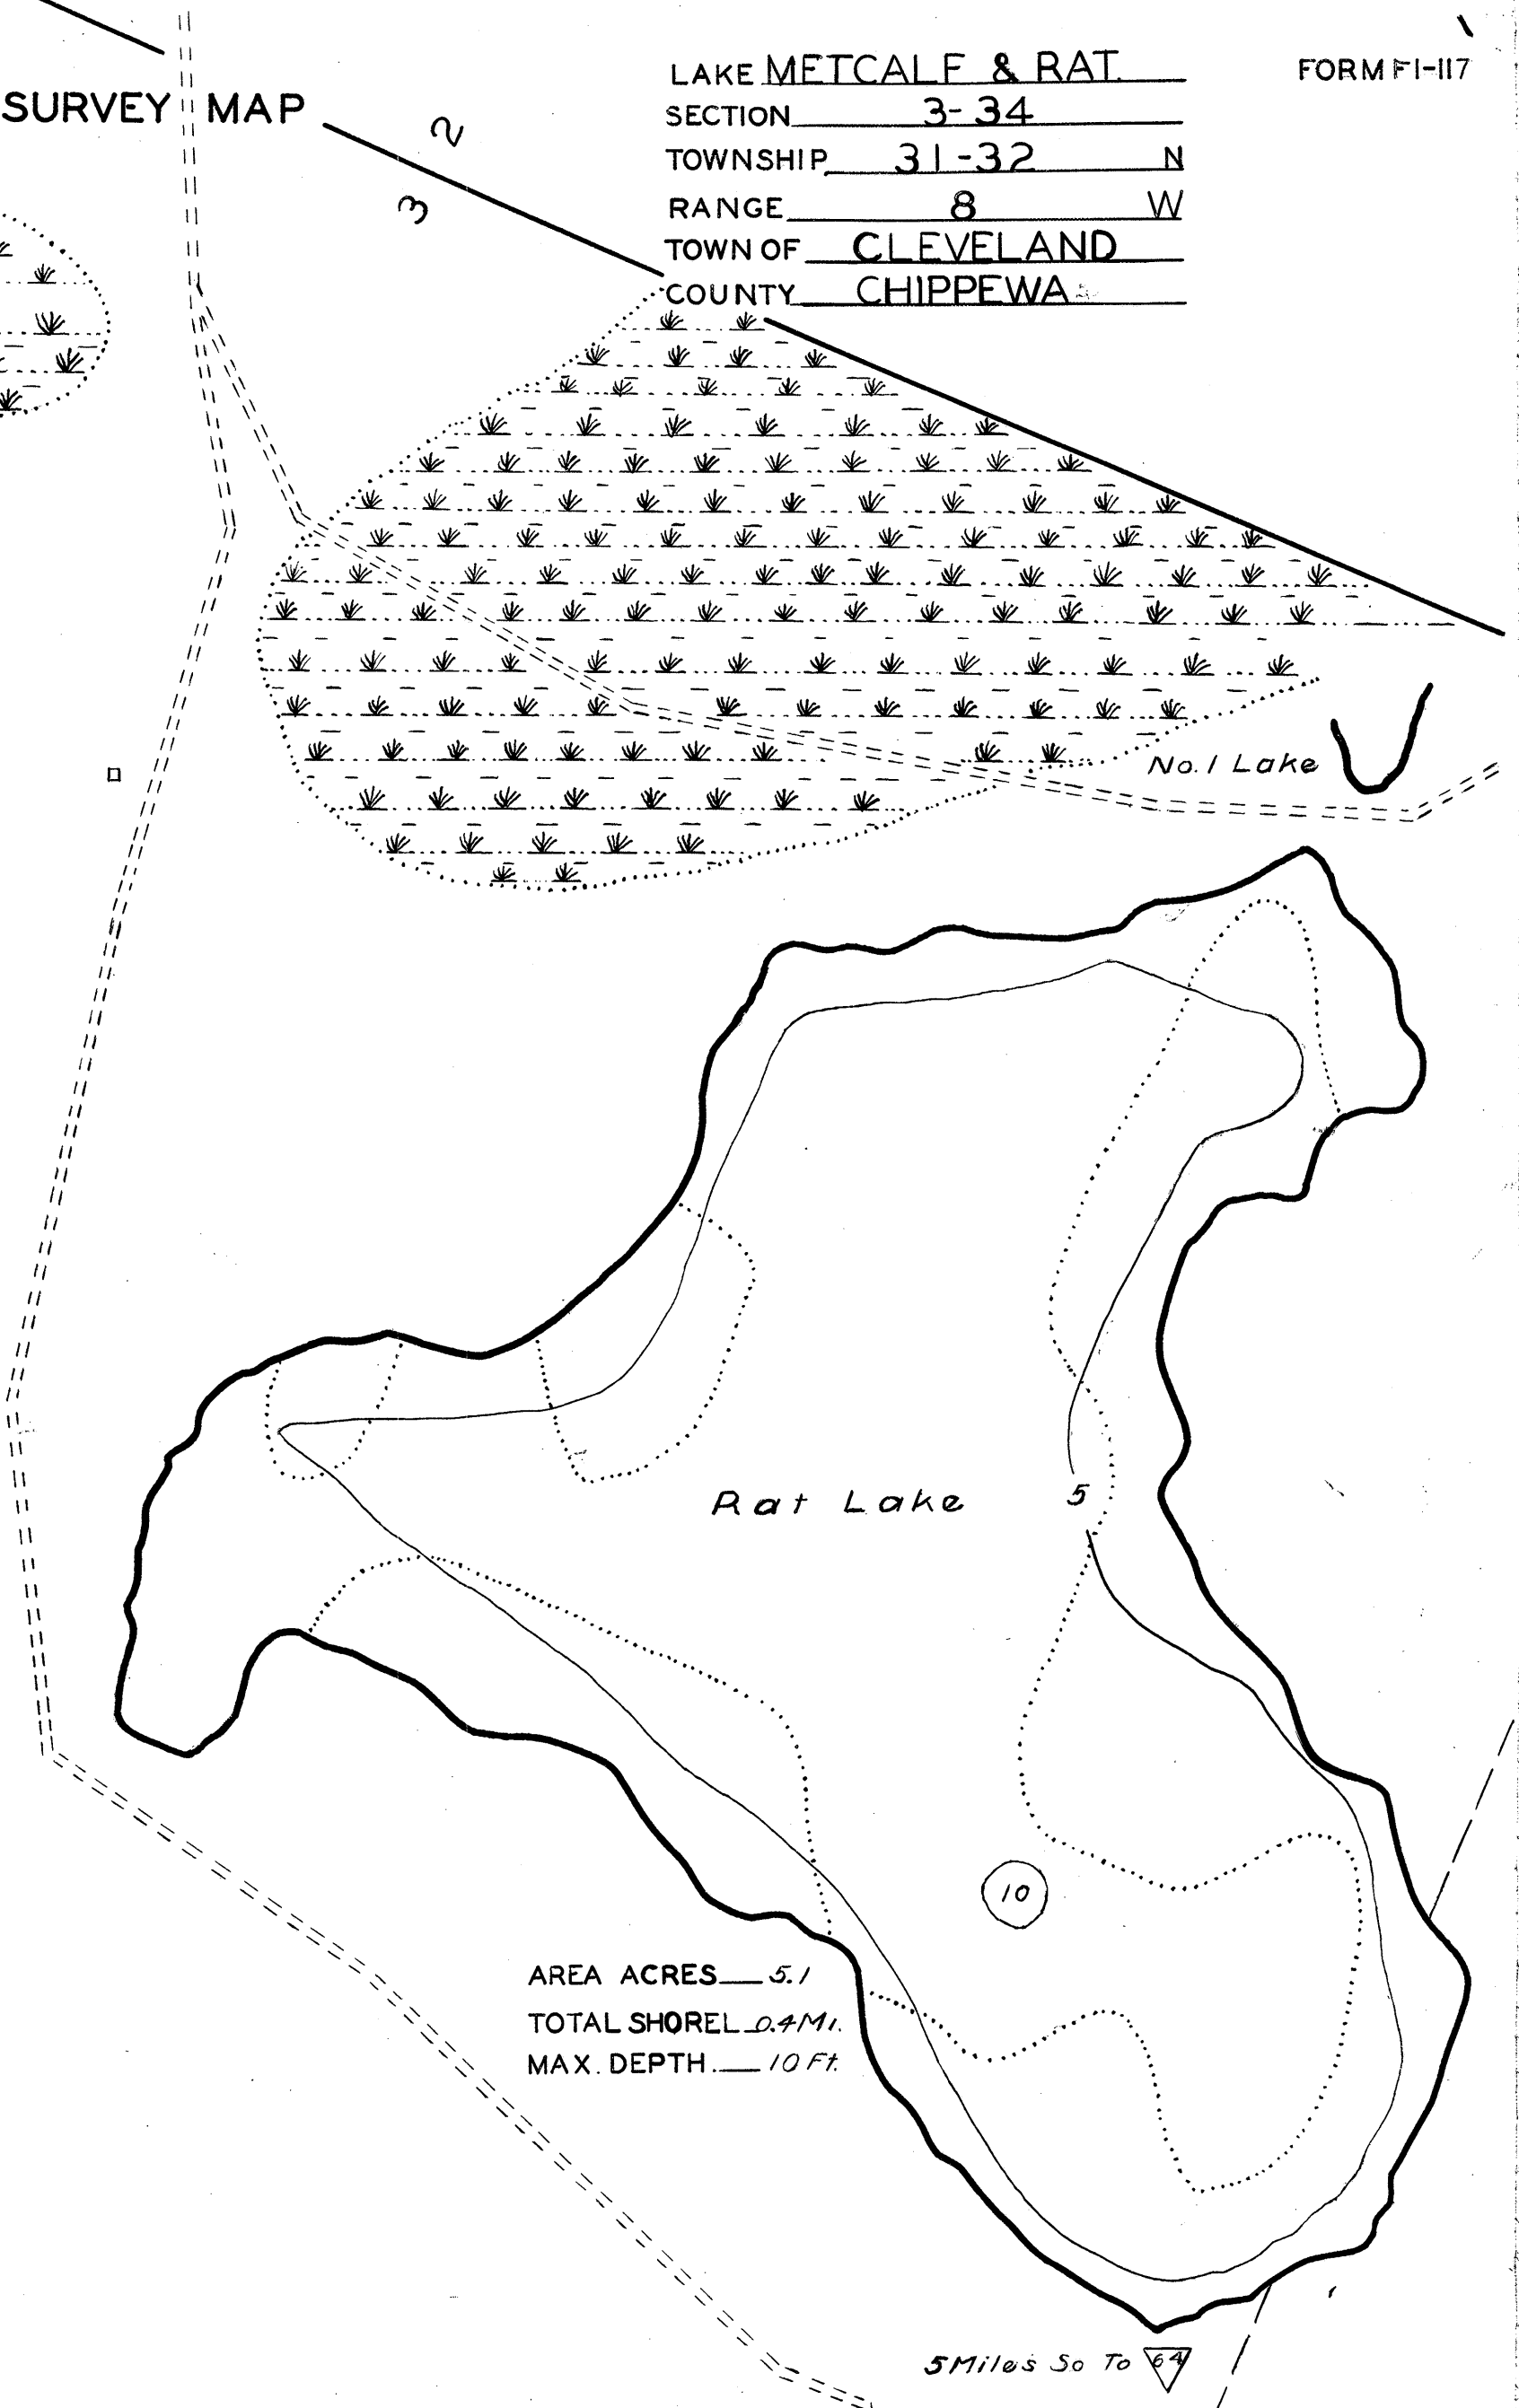 LAKE METCALF & RAT.
FORM FI-117
SURVEY MAP
SECTION 3-34
TOWNSHIP 31-32 N
RANGE 8 W
TOWN OF CLEVELAND
COUNTY CHIPPEWA
2
3
No. 1 Lake
Rat Lake
5
10
AREA ACRES 5.1
TOTAL SHOREL 0.4 Mi.
MAX. DEPTH. 10 Ft.
5 Miles So To 64